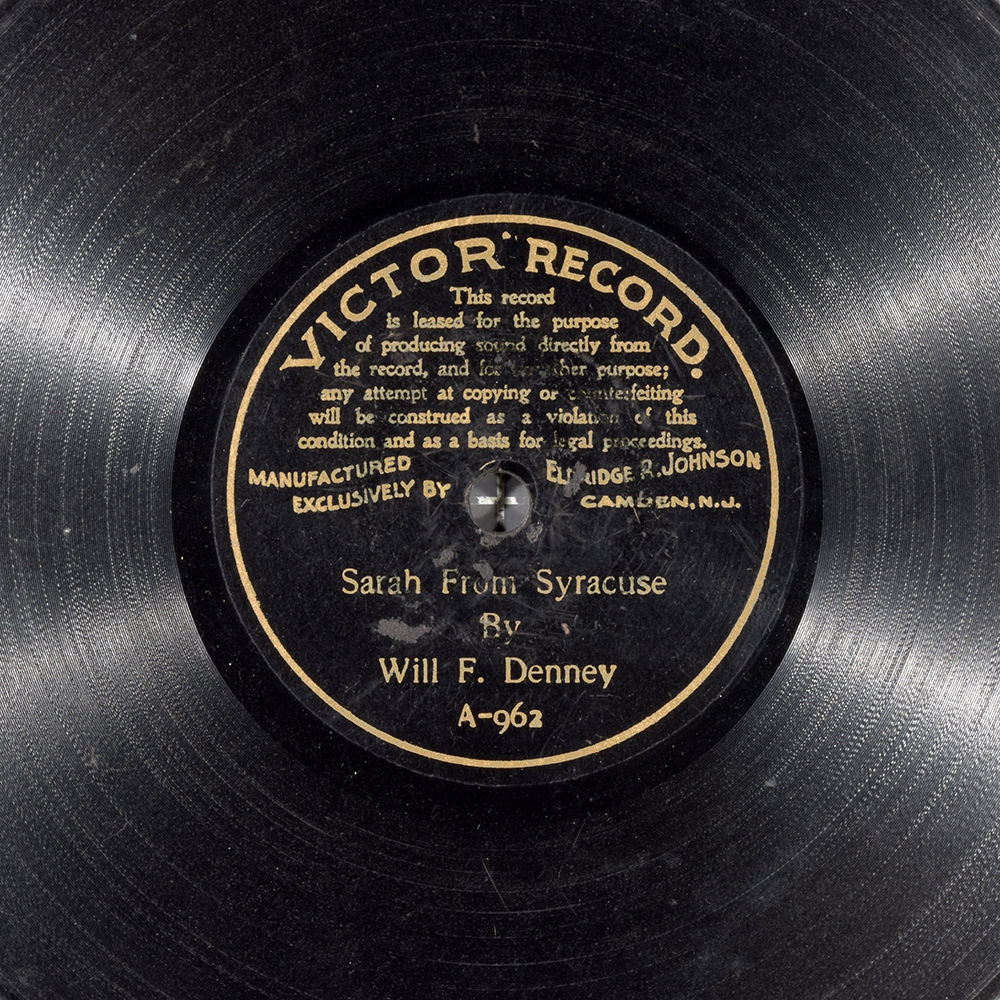 VICTOR RECORD.
This record
is leased for the purpose
of producing sound directly from
the record, and for other purpose;
any attempt at copying or counterfeiting
will be construed as a violation of this
condition and as a basis for legal proceedings.
MANUFACTURED
EXCLUSIVELY BY
ELDRIDGE R. JOHNSON
CAMDEN, N.J.
Sarah From Syracuse
By
Will F. Denney
A-962